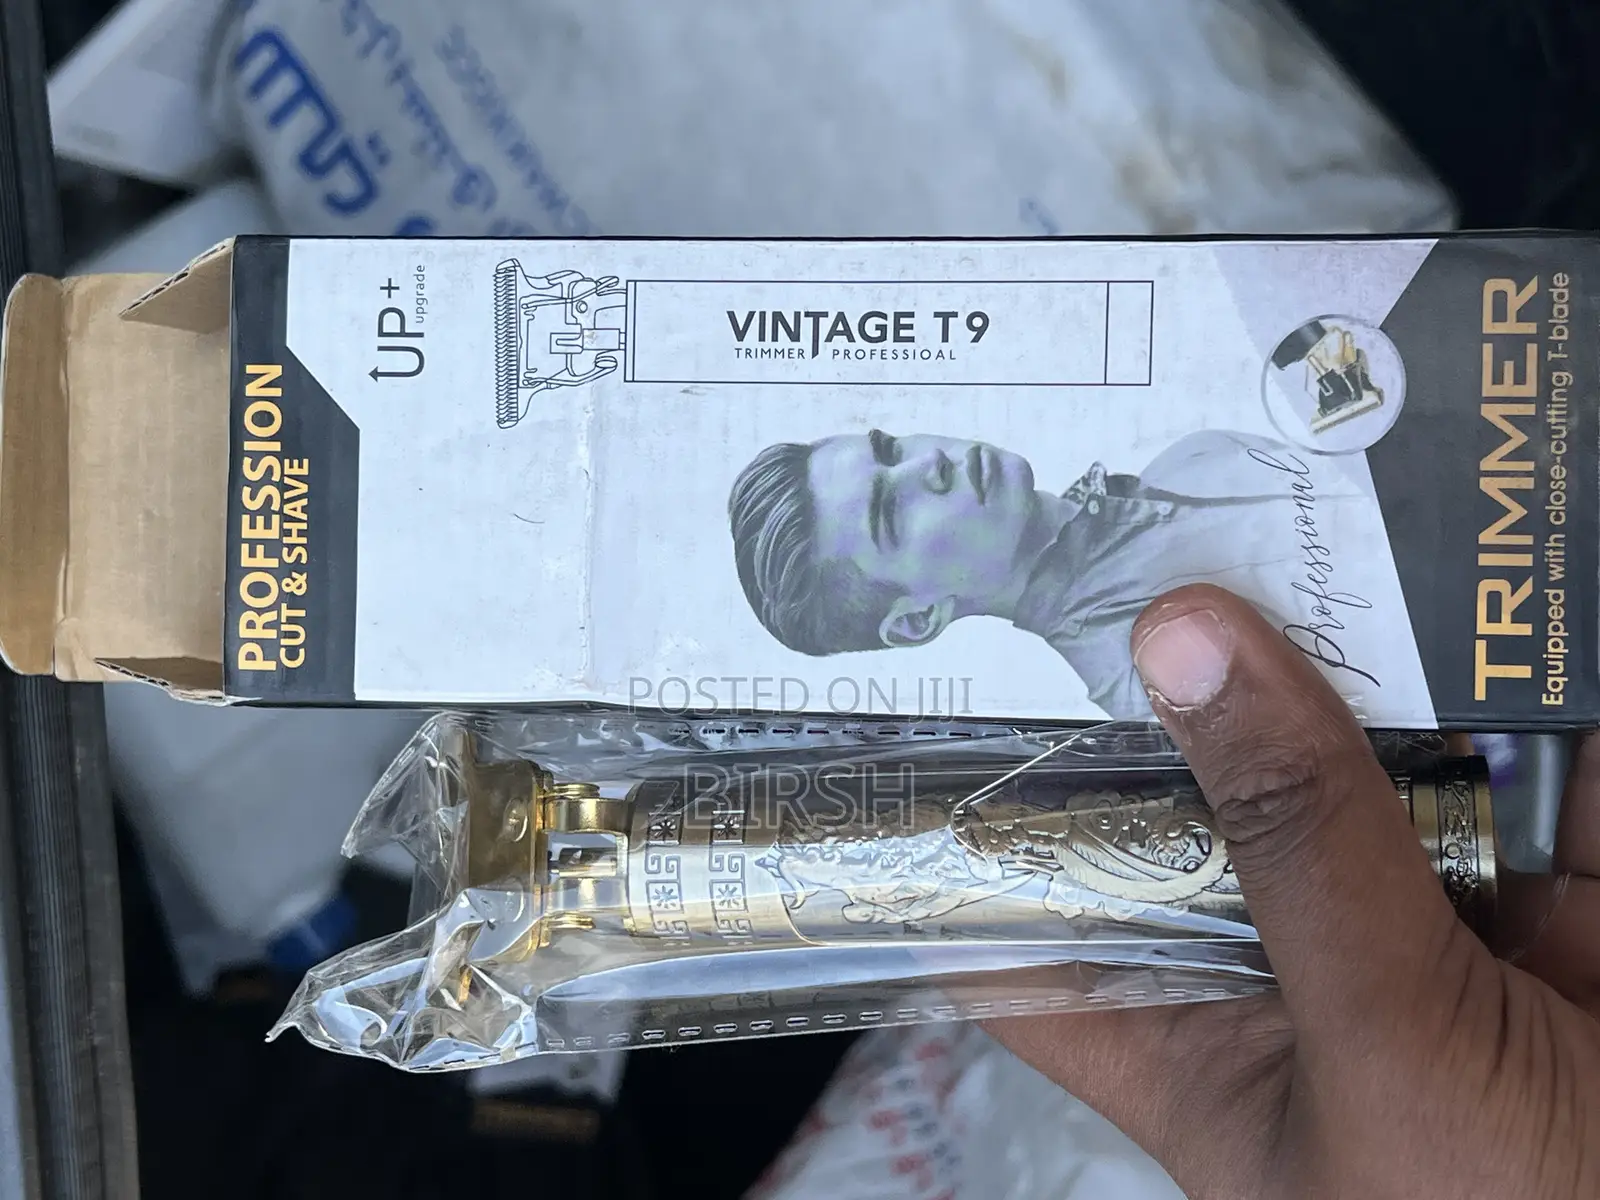 UP+
upgrade
VINTAGE T9
TRIMMER PROFESSIOAL
PROFESSION
CUT & SHAVE
Professional
TRIMMER
Equipped with close-cutting T-blade
POSTED ON JIJI
BIRSH